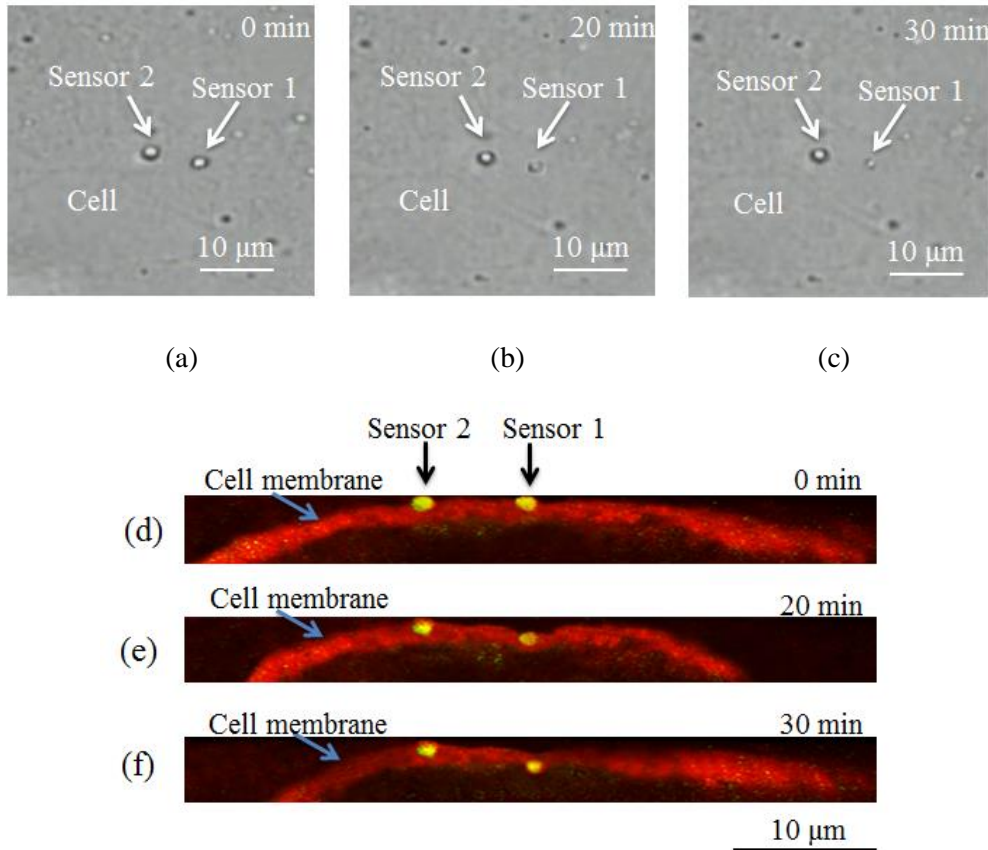 0 min
Sensor 2
Sensor 1
Cell
10 μm
20 min
Sensor 2
Sensor 1
Cell
10 μm
30 min
Sensor 2
Sensor 1
Cell
10 μm
(a)
(b)
(c)
Sensor 2
Sensor 1
Cell membrane
0 min
(d)
Cell membrane
20 min
(e)
Cell membrane
30 min
(f)
10 μm